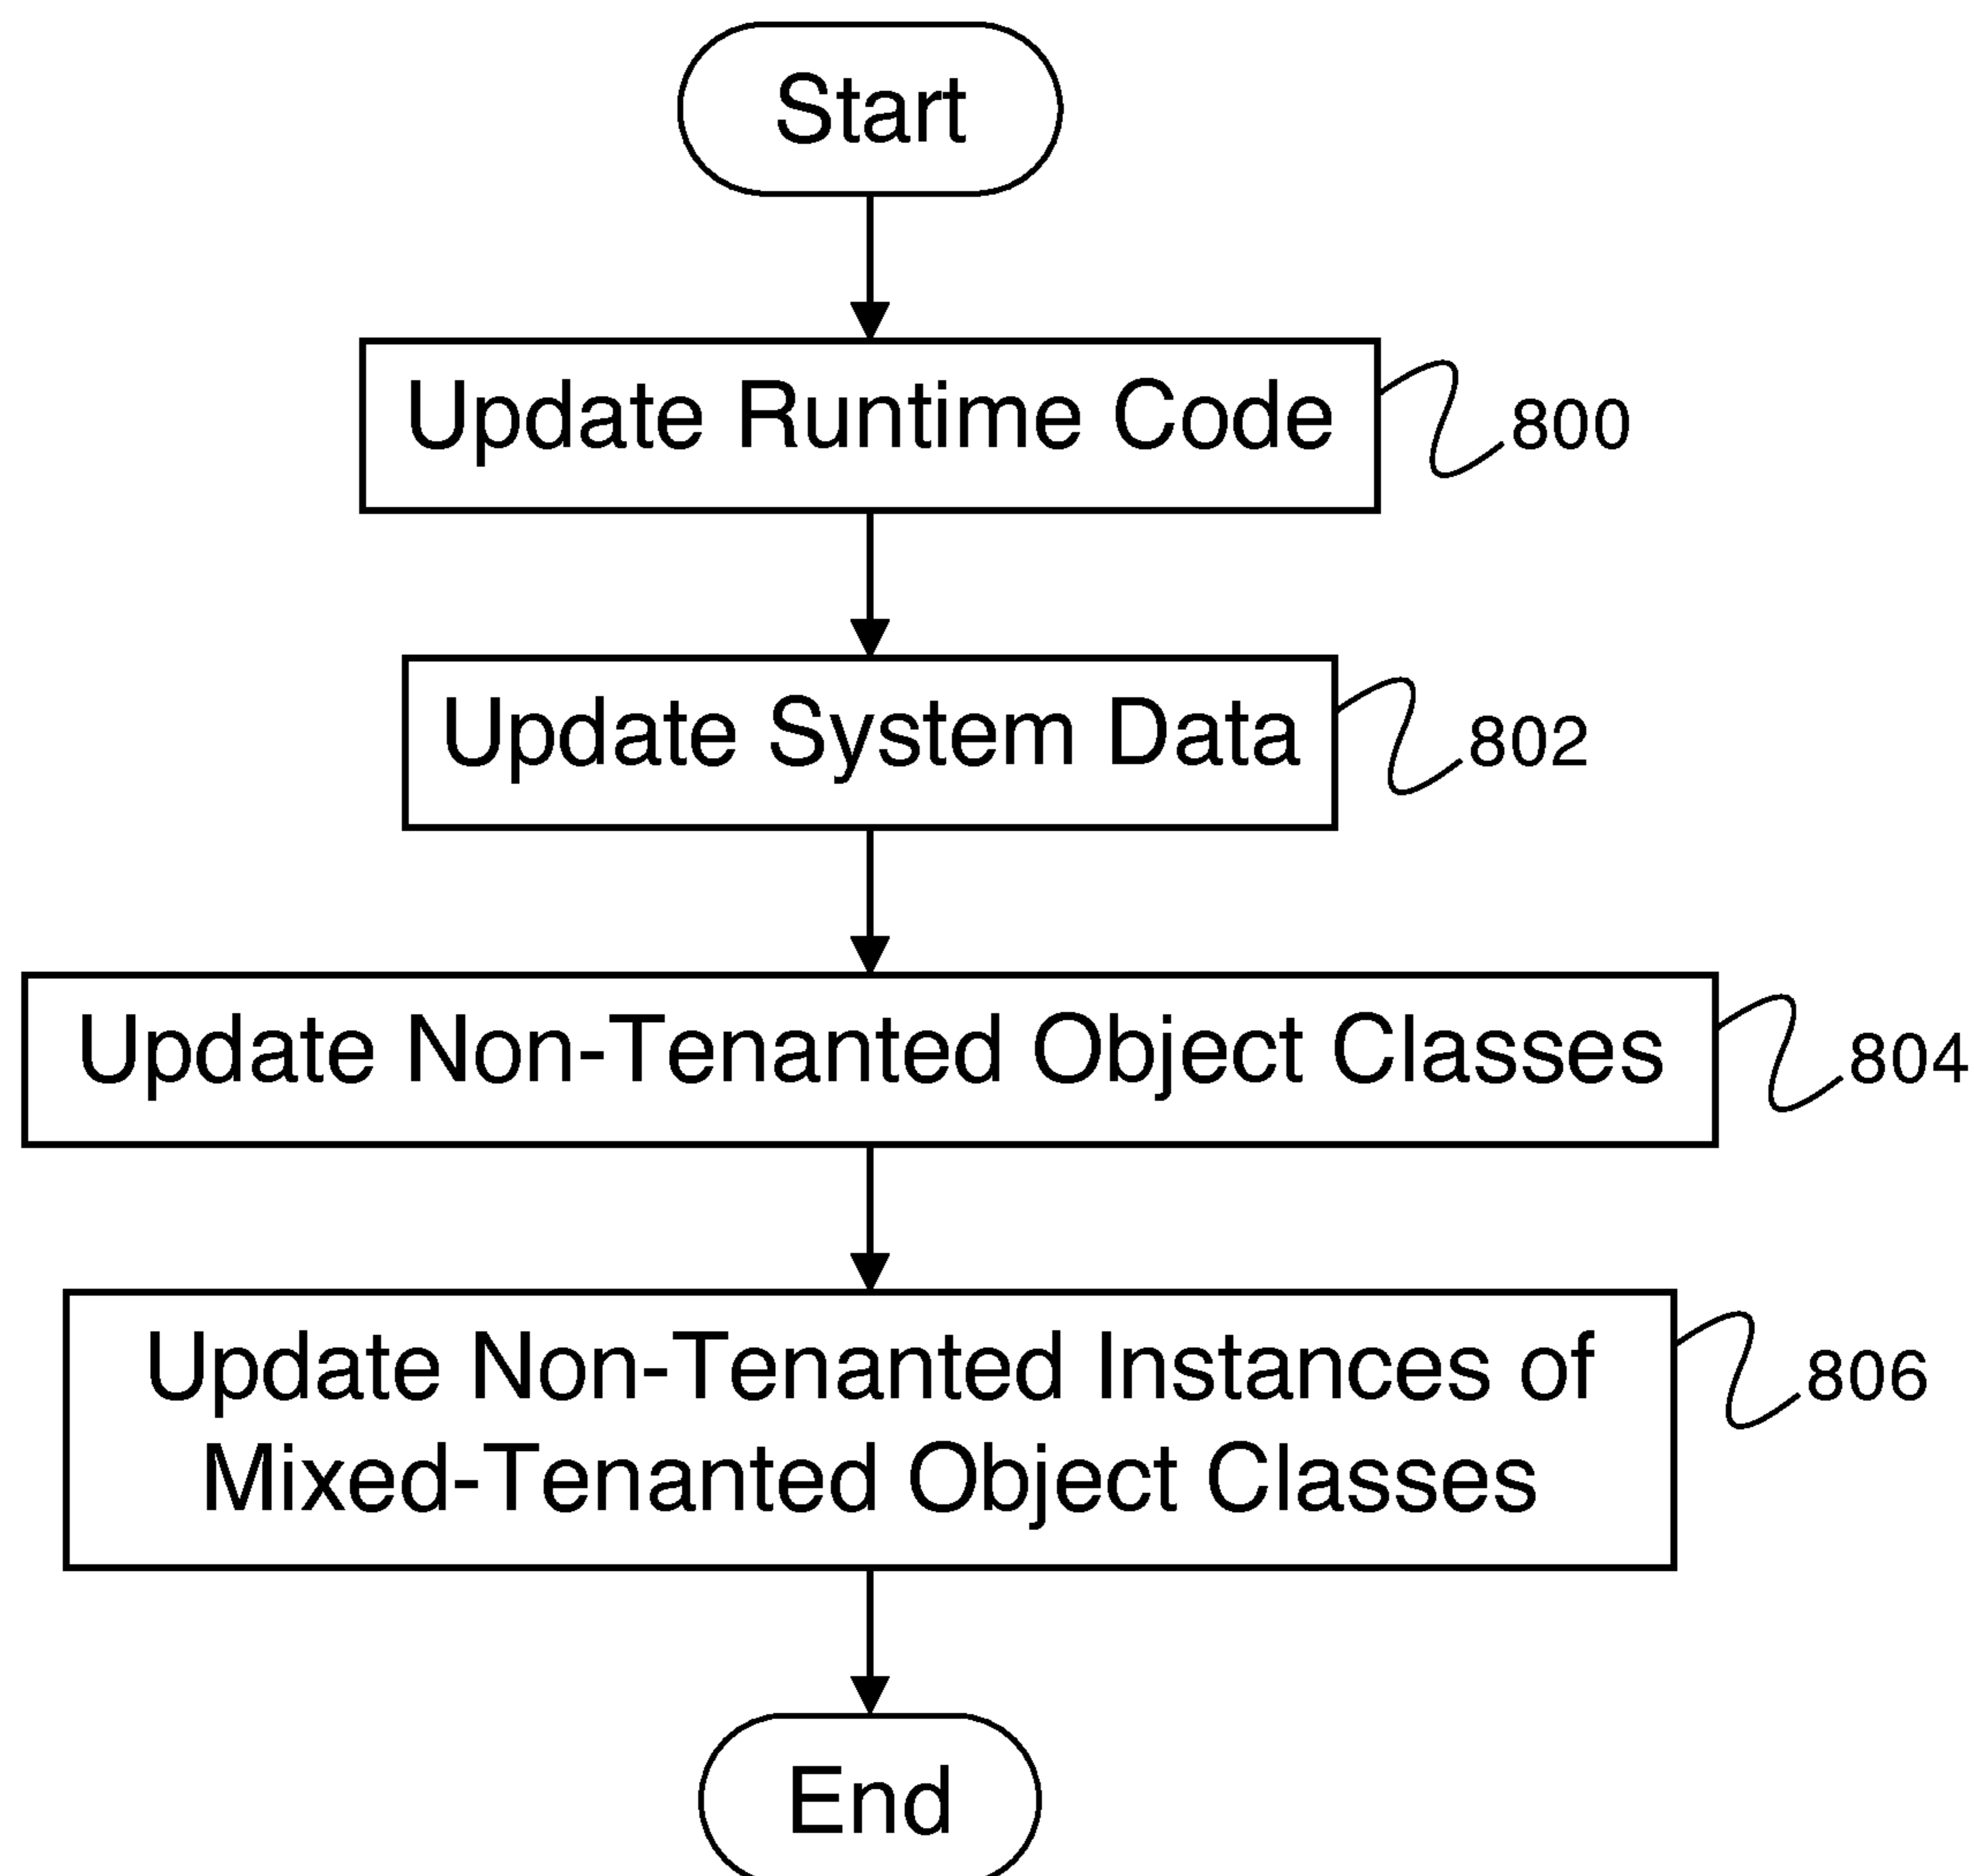 Start
Update Runtime Code
800
Update System Data
802
Update Non-Tenanted Object Classes
804
Update Non-Tenanted Instances of
Mixed-Tenanted Object Classes
806
End